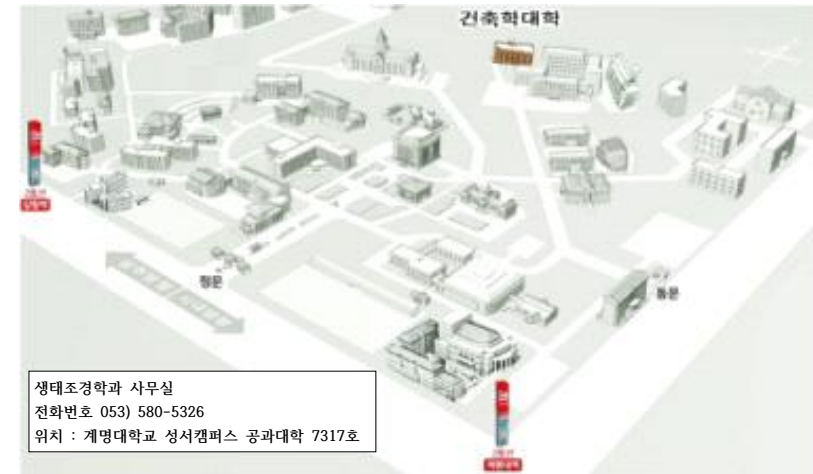 건축학대학
정문
동문
생태조경학과 사무실
전화번호 053) 580-5326
위치 : 계명대학교 성서캠퍼스 공과대학 7317호